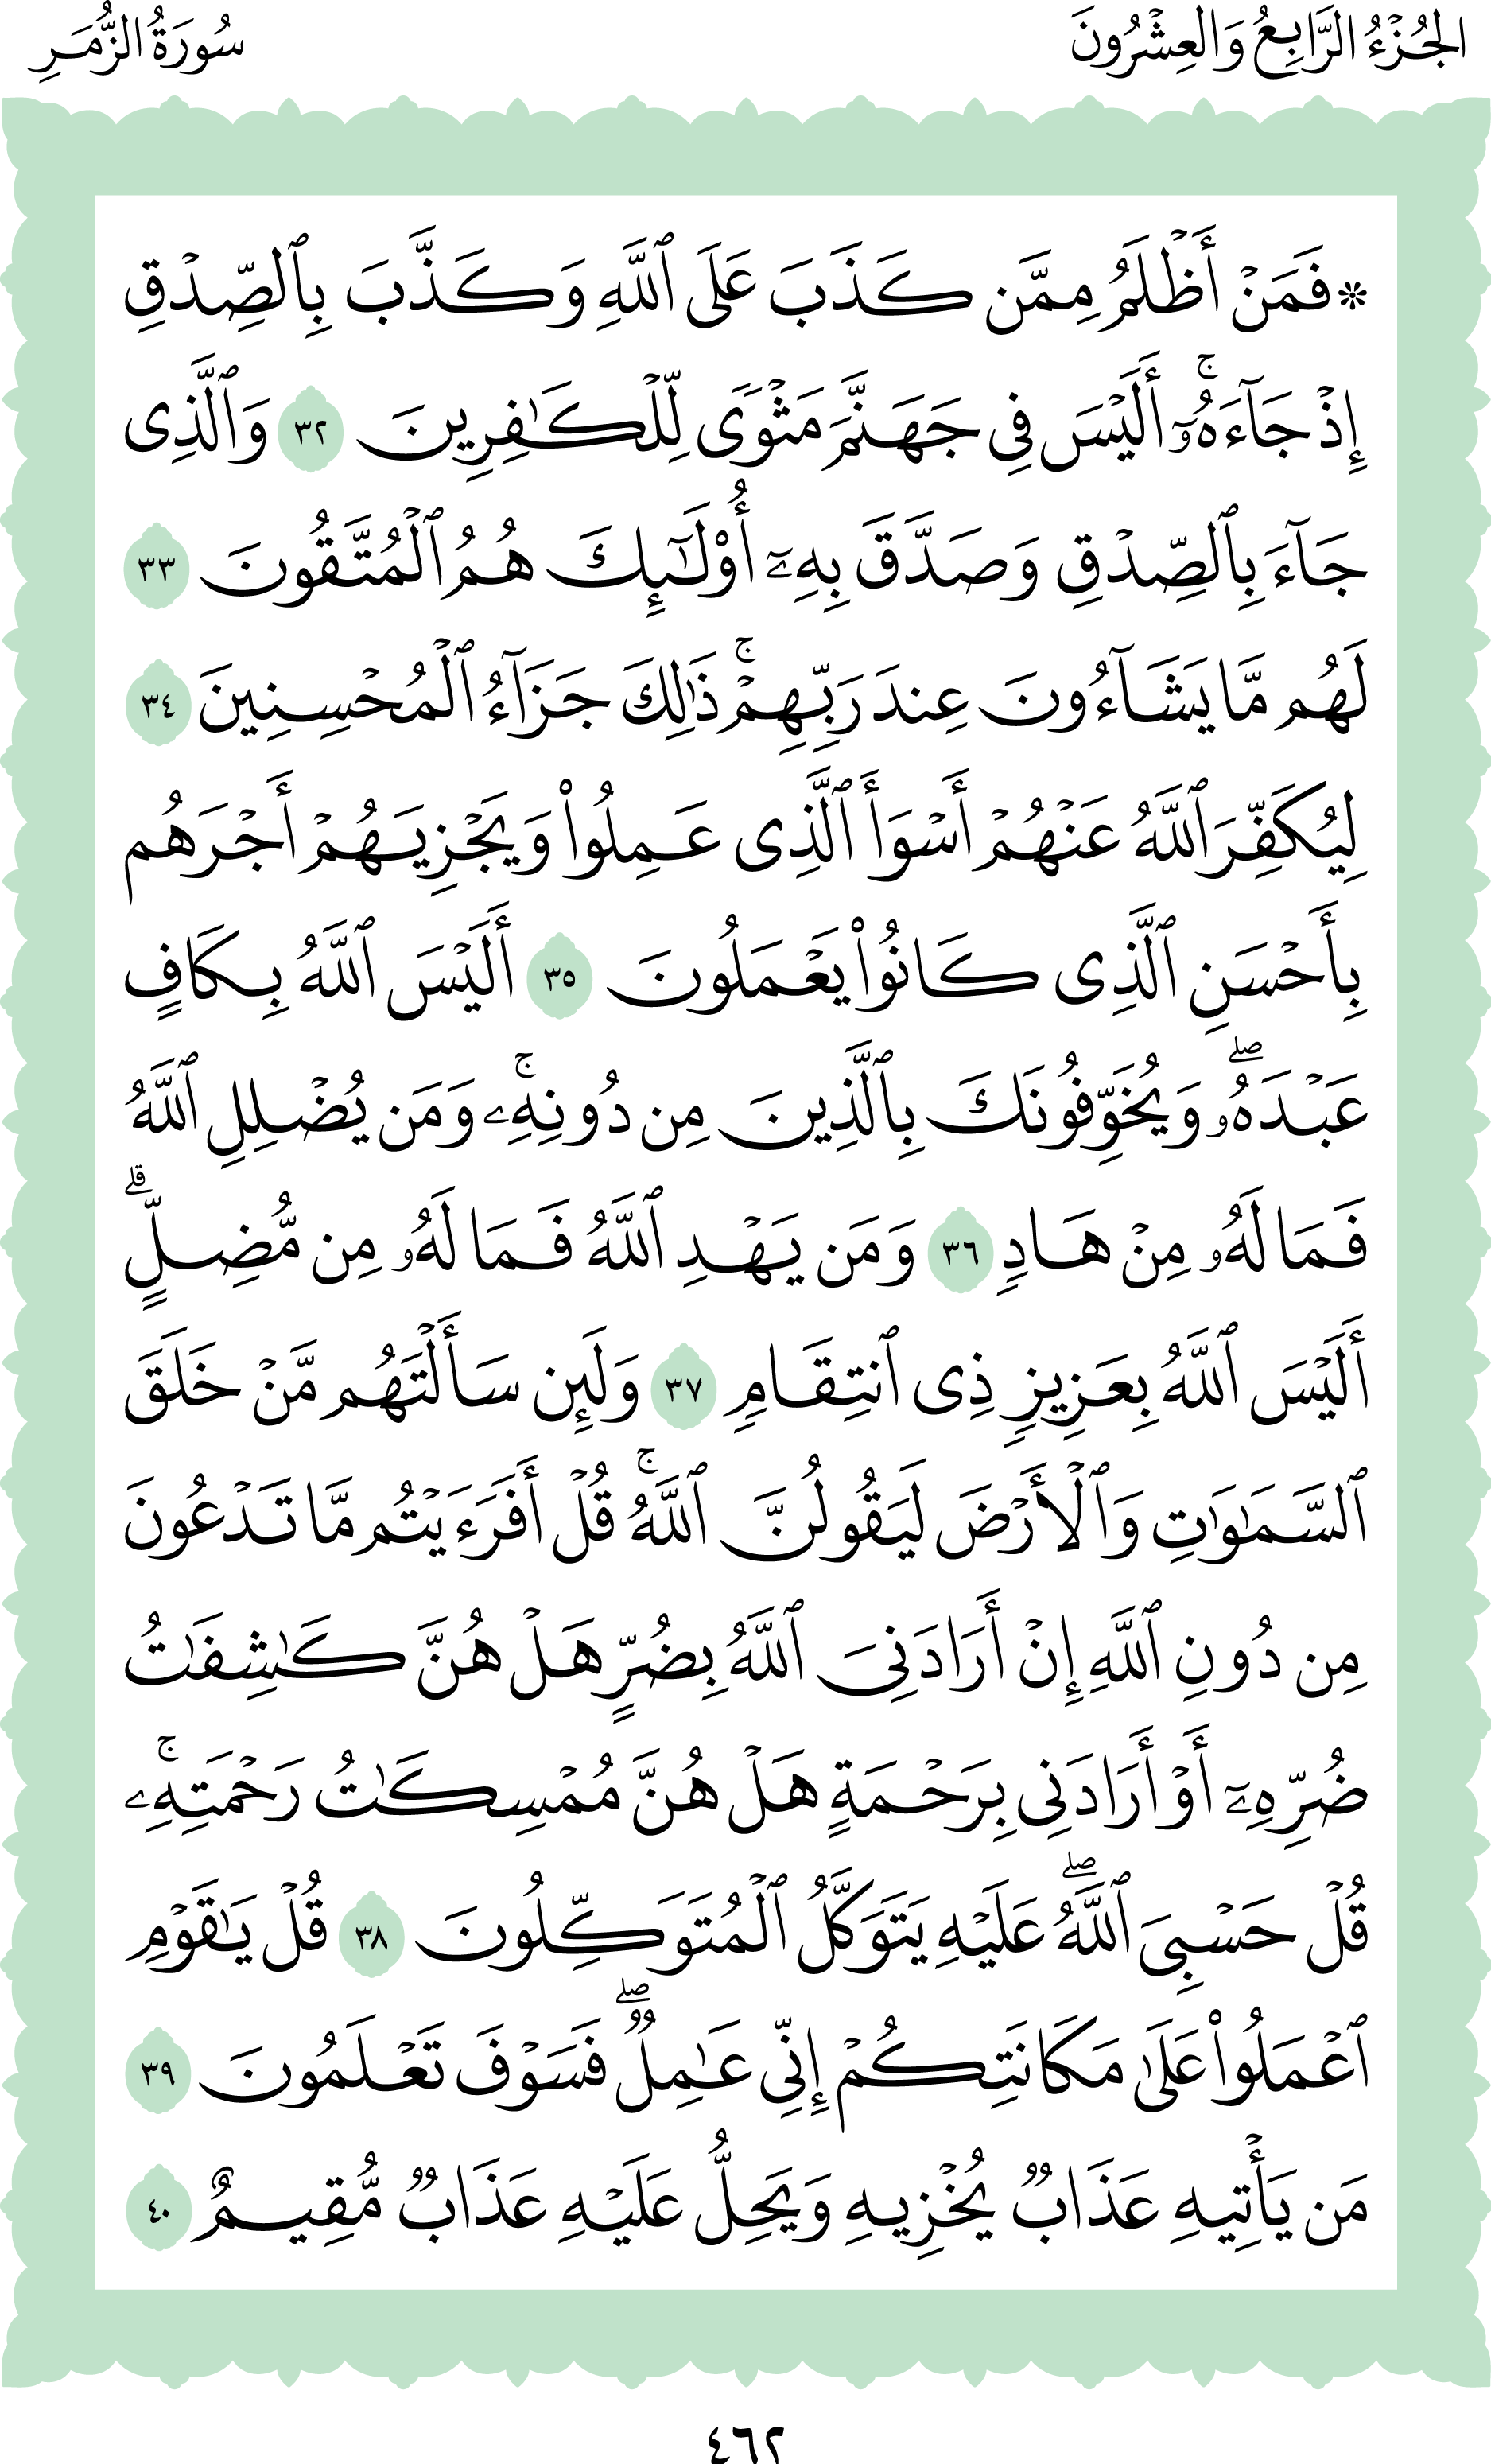 الجُزْءُ الرَّابِعُ وَالعِشْرُونَ
سُورَةُ الزُّمَرِ
۞ فَمَنۡ أَظۡلَمُ مِمَّن كَذَبَ عَلَى ٱللَّهِ وَكَذَّبَ بِٱلصِّدۡقِ
إِذۡ جَآءَهُۥٓۚ أَلَيۡسَ فِي جَهَنَّمَ مَثۡوٗى لِّلۡكَٰفِرِينَ ٣٢ وَٱلَّذِي
جَآءَ بِٱلصِّدۡقِ وَصَدَّقَ بِهِۦٓ أُوْلَٰٓئِكَ هُمُ ٱلۡمُتَّقُونَ ٣٣
لَهُم مَّا يَشَآءُونَ عِندَ رَبِّهِمۡۚ ذَٰلِكَ جَزَآءُ ٱلۡمُحۡسِنِينَ ٣٤
لِيُكَفِّرَ ٱللَّهُ عَنۡهُمۡ أَسۡوَأَ ٱلَّذِي عَمِلُواْ وَيَجۡزِيَهُمۡ أَجۡرَهُم
بِأَحۡسَنِ ٱلَّذِي كَانُواْ يَعۡمَلُونَ ٣٥ أَلَيۡسَ ٱللَّهُ بِكَافٍ
عَبۡدَهُۥۖ وَيُخَوِّفُونَكَ بِٱلَّذِينَ مِن دُونِهِۦۚ وَمَن يُضۡلِلِ ٱللَّهُ
فَمَا لَهُۥ مِنۡ هَادٖ ٣٦ وَمَن يَهۡدِ ٱللَّهُ فَمَا لَهُۥ مِن مُّضِلٍّۗ
أَلَيۡسَ ٱللَّهُ بِعَزِيزٖ ذِي ٱنتِقَامٖ ٣٧ وَلَئِن سَأَلۡتَهُم مَّنۡ خَلَقَ
ٱلسَّمَٰوَٰتِ وَٱلۡأَرۡضَ لَيَقُولُنَّ ٱللَّهُۚ قُلۡ أَفَرَءَيۡتُم مَّا تَدۡعُونَ
مِن دُونِ ٱللَّهِ إِنۡ أَرَادَنِيَ ٱللَّهُ بِضُرٍّ هَلۡ هُنَّ كَٰشِفَٰتُ
ضُرِّهِۦٓ أَوۡ أَرَادَنِي بِرَحۡمَةٍ هَلۡ هُنَّ مُمۡسِكَٰتُ رَحۡمَتِهِۦۚ
قُلۡ حَسۡبِيَ ٱللَّهُۖ عَلَيۡهِ يَتَوَكَّلُ ٱلۡمُتَوَكِّلُونَ ٣٨ قُلۡ يَٰقَوۡمِ
ٱعۡمَلُواْ عَلَىٰ مَكَانَتِكُمۡ إِنِّي عَٰمِلٞۖ فَسَوۡفَ تَعۡلَمُونَ ٣٩
مَن يَأۡتِيهِ عَذَابٞ يُخۡزِيهِ وَيَحِلُّ عَلَيۡهِ عَذَابٞ مُّقِيمٌ ٤٠
٤٦٢